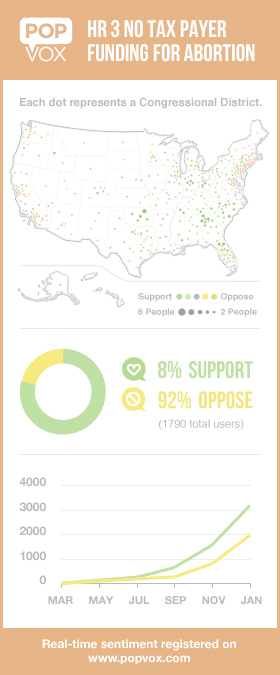 POP
VOX
HR 3 NO TAX PAYER
FUNDING FOR ABORTION
Each dot represents a Congressional District.
Support Oppose
6 People 2 People
8% SUPPORT
92% OPPOSE
(1790 total users)
4000
3000
2000
1000
0
MAR MAY JUL SEP NOV JAN
Real-time sentiment registered on
www.popvox.com